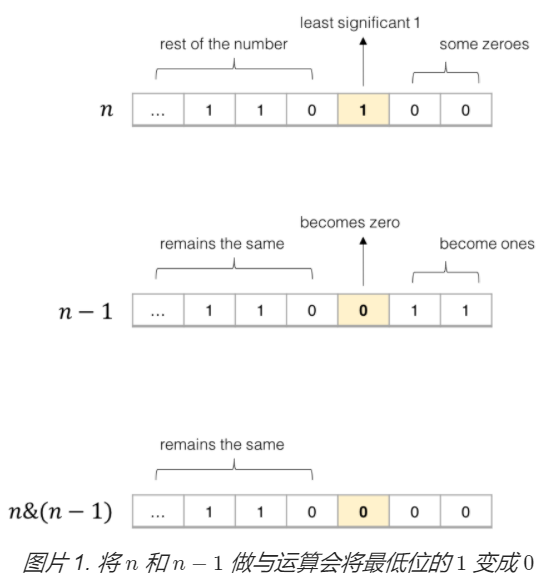 least significant 1
rest of the number some zeroes
n ... 1 1 0 1 0 0
becomes zero
remains the same become ones
n − 1 ... 1 1 0 0 1 1
remains the same
n&(n − 1) ... 1 1 0 0 0 0
图片 1. 将 n 和 n − 1 做与运算会将最低位的 1 变成 0